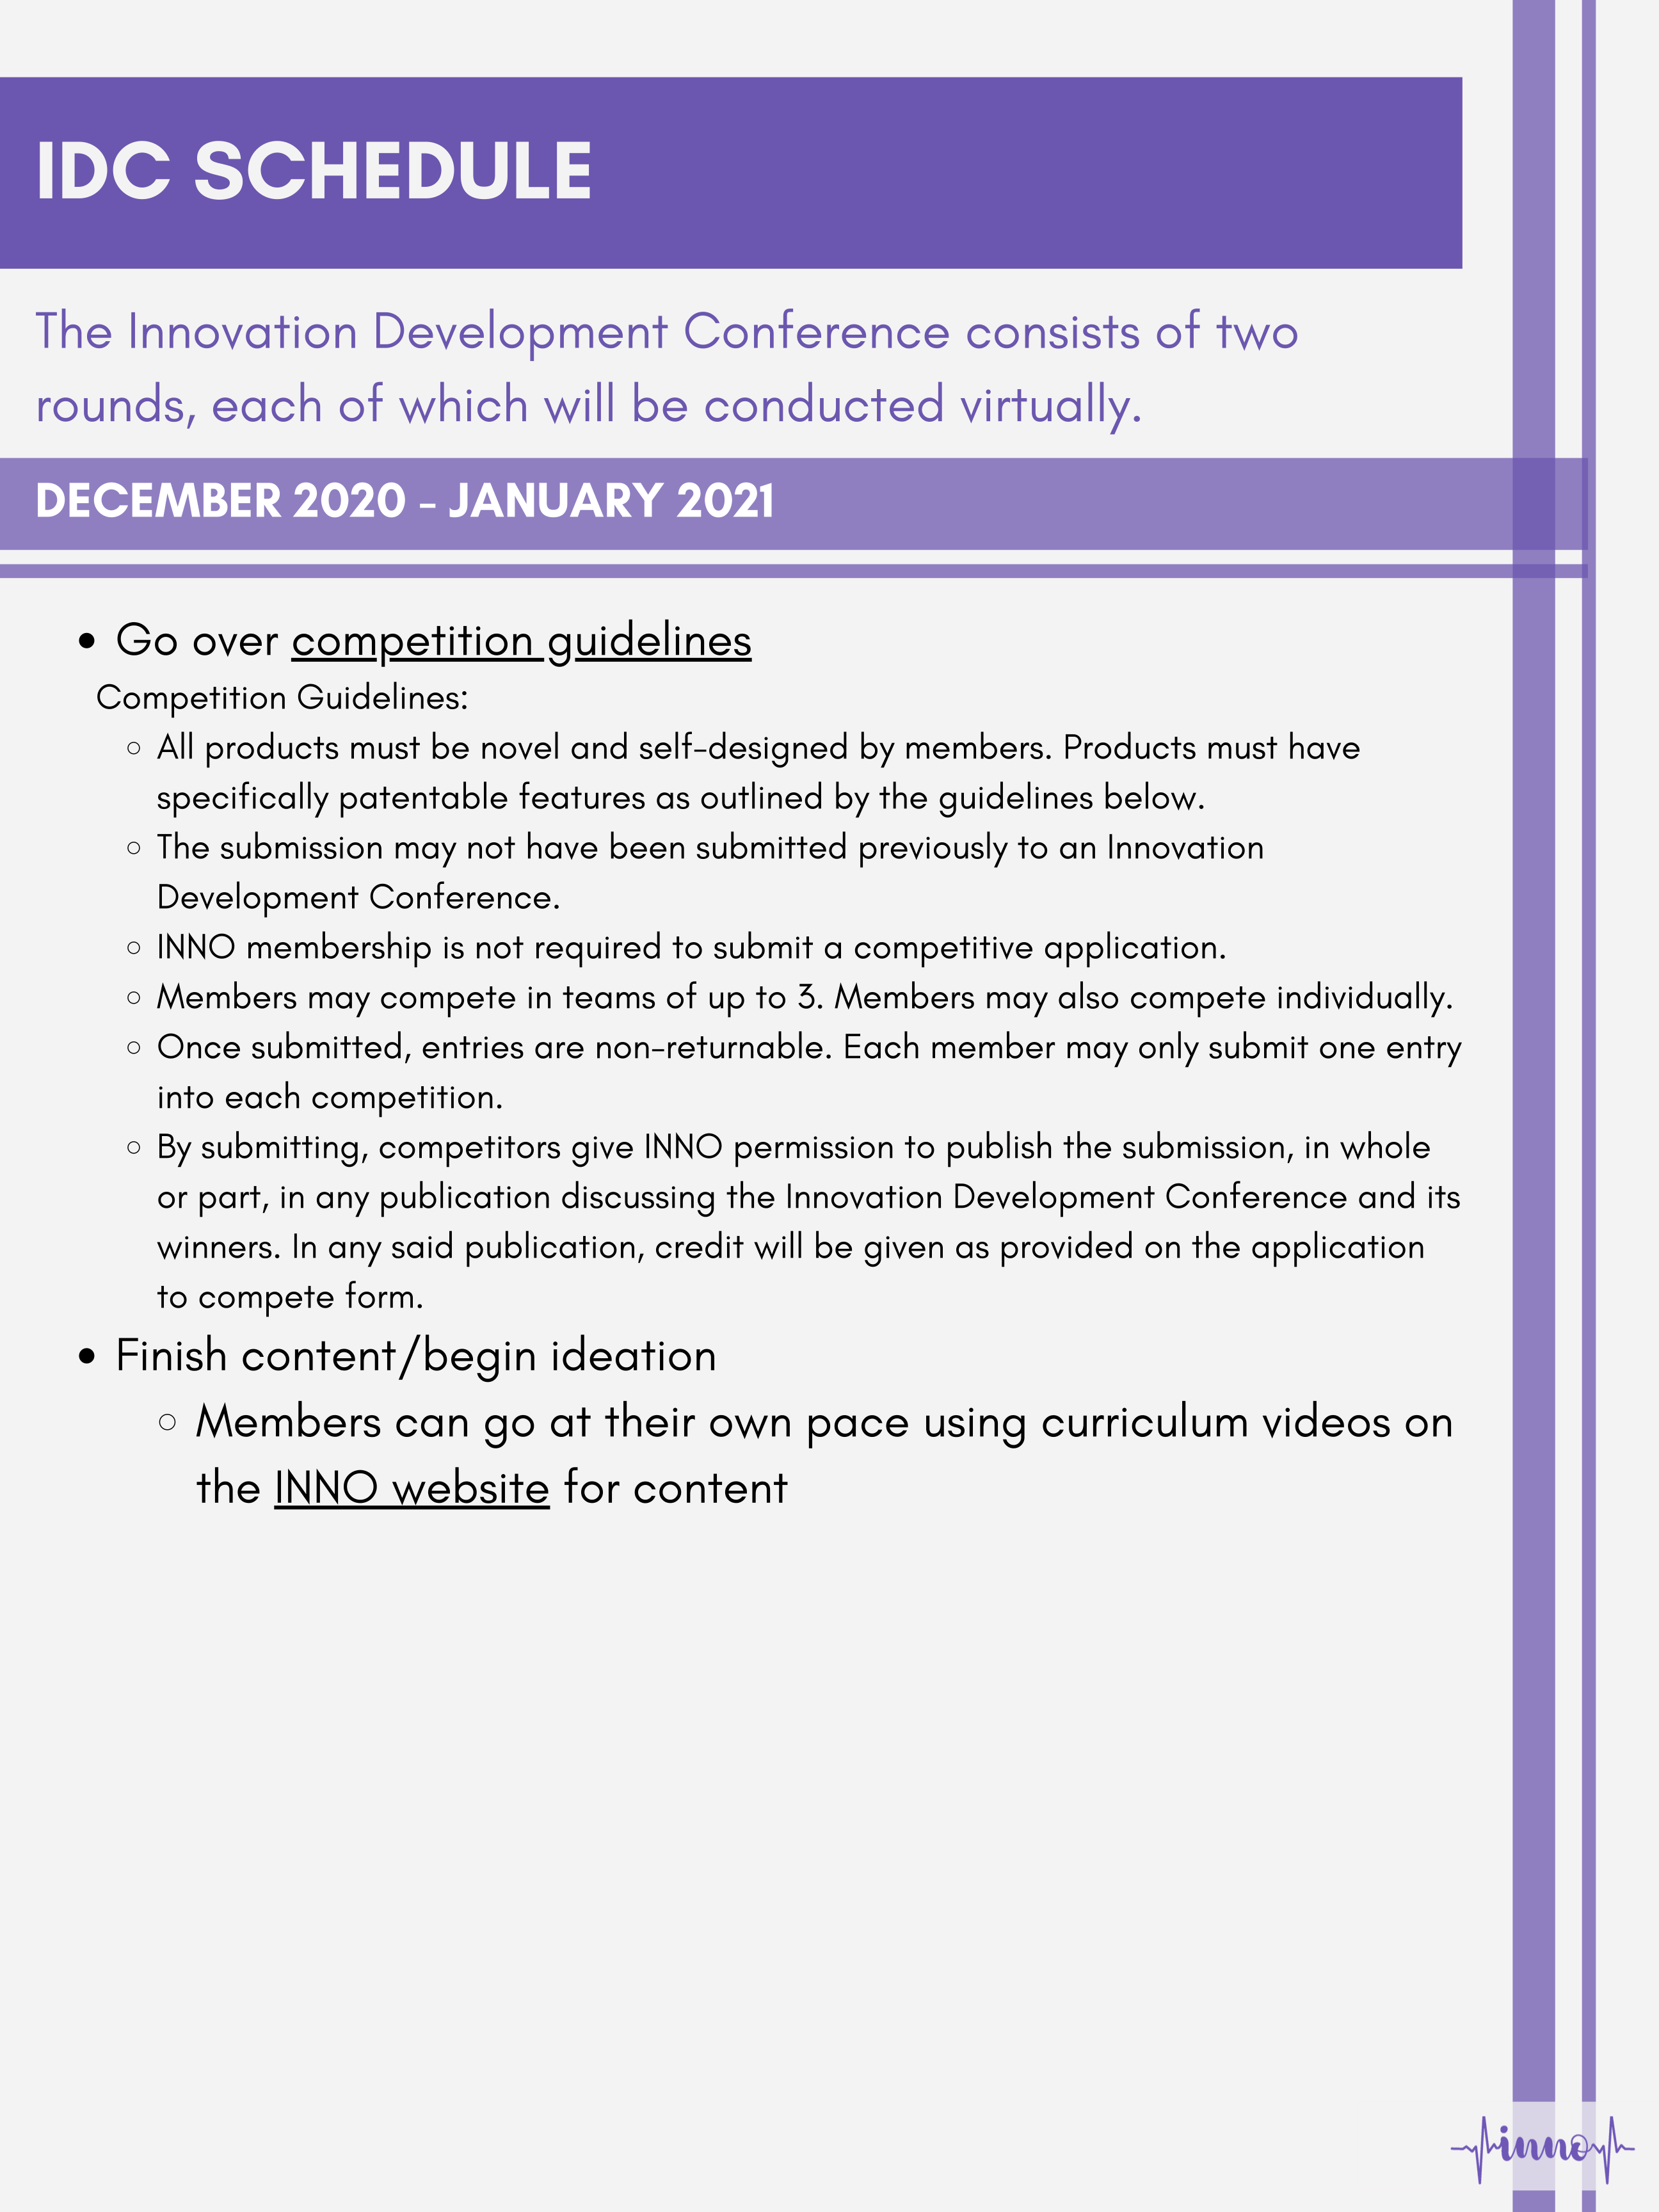 IDC SCHEDULE
The Innovation Development Conference consists of two
rounds, each of which will be conducted virtually.
DECEMBER 2020 - JANUARY 2021
• Go over competition guidelines
Competition Guidelines:
○ All products must be novel and self-designed by members. Products must have
specifically patentable features as outlined by the guidelines below.
○ The submission may not have been submitted previously to an Innovation
Development Conference.
○ INNO membership is not required to submit a competitive application.
○ Members may compete in teams of up to 3. Members may also compete individually.
○ Once submitted, entries are non-returnable. Each member may only submit one entry
into each competition.
○ By submitting, competitors give INNO permission to publish the submission, in whole
or part, in any publication discussing the Innovation Development Conference and its
winners. In any said publication, credit will be given as provided on the application
to compete form.
• Finish content/begin ideation
○ Members can go at their own pace using curriculum videos on
the INNO website for content
inno